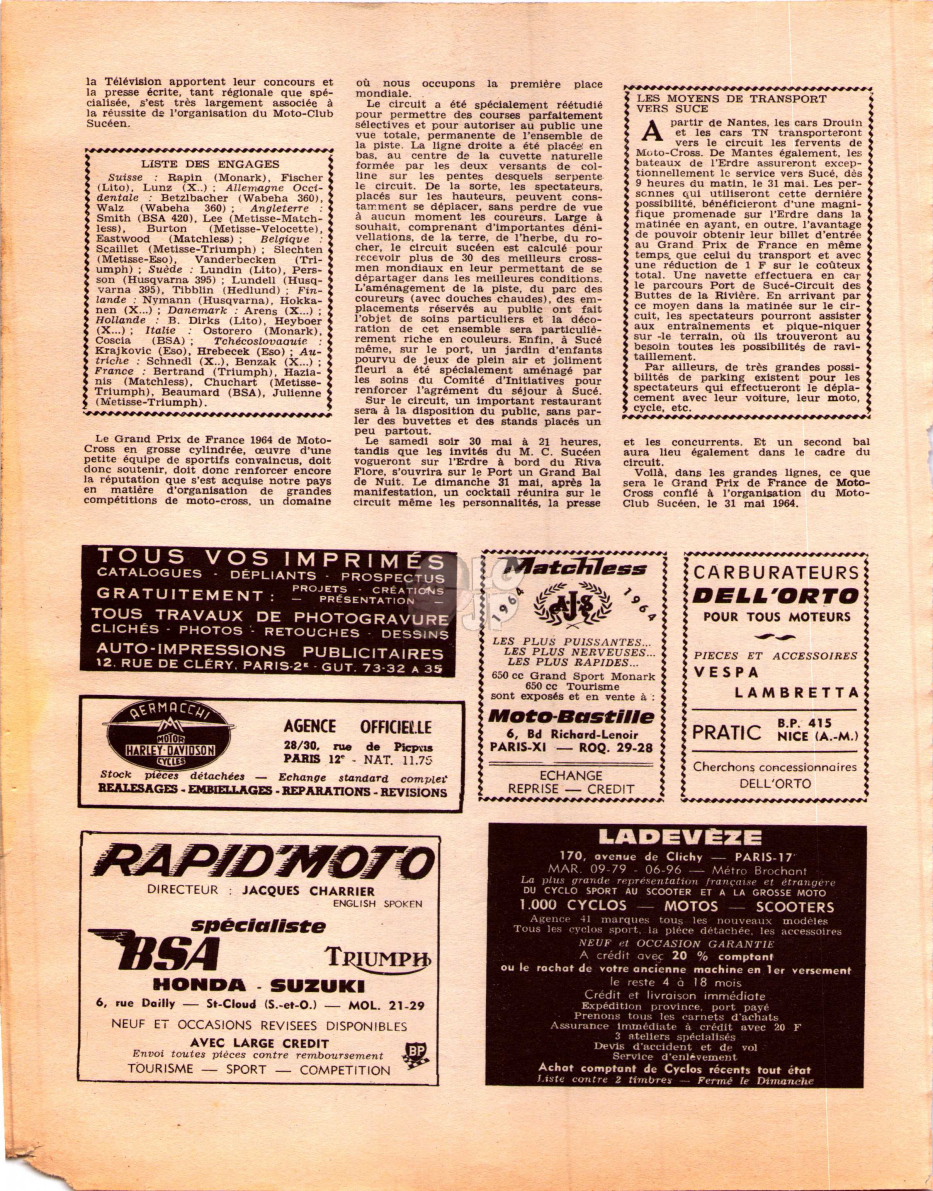 la Télévision apportent leur concours et
la presse écrite, tant régionale que spé-
cialisée, s'est très largement associée à
la réussite de l'organisation du Moto-Club
Sucéen.
LISTE DES ENGAGES
Suisse : Rapin (Monark), Fischer
(Lito), Lunz (X..) ; Allemagne Occi-
dentale : Betzlbacher (Wabeha 360),
Walz (Wabeha 360) ; Angleterre :
Smith (BSA 420), Lee (Metisse-Match-
less), Burton (Metisse-Velocette),
Eastwood (Matchless) ; Belgique :
Scaillet (Metisse-Triumph), Slechten
(Metisse-Eso), Vanderbecken (Tri-
umph) ; Suède : Lundin (Lito), Pers-
son (Husqvarna 395) ; Lundell (Husq-
varna 395), Tibblin (Hedlund) ; Fin-
lande : Nymann (Husqvarna), Hokka-
nen (X...) ; Danemark : Arens (X...) ;
Hollande : B. Dirks (Lito), Heyboer
(X...) ; Italie : Ostorero (Monark),
Coscia (BSA) ; Tchécoslovaquie :
Krajkovic (Eso), Hrebecek (Eso) ; Au-
triche : Schnedl (X..), Benzak (X...) ;
France : Bertrand (Triumph), Hazia-
nis (Matchless), Chuchart (Metisse-
Triumph), Beaumard (BSA), Julienne
(Metisse-Triumph).
Le Grand Prix de France 1964 de Moto-
Cross en grosse cylindrée, œuvre d'une
petite équipe de sportifs convaincus, doit
donc soutenir, doit donc renforcer encore
la réputation que s'est acquise notre pays
en matière d'organisation de grandes
compétitions de moto-cross, un domaine
où nous occupons la première place
mondiale.
Le circuit a été spécialement réétudié
pour permettre des courses parfaitement
sélectives et pour autoriser au public une
vue totale, permanente de l'ensemble de
la piste. La ligne droite a été placée en
bas, au centre de la cuvette naturelle
formée par les deux versants de col-
line sur les pentes desquels serpente
le circuit. De la sorte, les spectateurs,
placés sur les hauteurs, peuvent cons-
tamment se déplacer, sans perdre de vue
à aucun moment les coureurs. Large à
souhait, comprenant d'importantes déni-
vellations, de la terre, de l'herbe, du ro-
cher, le circuit sucéen est calculé pour
recevoir plus de 30 des meilleurs cross-
men mondiaux en leur permettant de se
départager dans les meilleures conditions.
L'aménagement de la piste, du parc des
coureurs (avec douches chaudes), des em-
placements réservés au public ont fait
l'objet de soins particuliers et la déco-
ration de cet ensemble sera particuliè-
rement riche en couleurs. Enfin, à Sucé
même, sur le port, un jardin d'enfants
pourvu de jeux de plein air et joliment
fleuri a été spécialement aménagé par
les soins du Comité d'Initiatives pour
renforcer l'agrément du séjour à Sucé.
Sur le circuit, un important restaurant
sera à la disposition du public, sans par-
ler des buvettes et des stands placés un
peu partout.
Le samedi soir 30 mai à 21 heures,
tandis que les invités du M. C. Sucéen
vogueront sur l'Erdre à bord du Riva
Flore, s'ouvrira sur le Port un Grand Bal
de Nuit. Le dimanche 31 mai, après la
manifestation, un cocktail réunira sur le
circuit même les personnalités, la presse
LES MOYENS DE TRANSPORT
VERS SUCE
A partir de Nantes, les cars Drouin
et les cars TN transporteront
vers le circuit les fervents de
Moto-Cross. De Mantes également, les
bateaux de l'Erdre assureront excep-
tionnellement le service vers Sucé, dès
9 heures du matin, le 31 mai. Les per-
sonnes qui utiliseront cette dernière
possibilité, bénéficieront d'une magni-
fique promenade sur l'Erdre dans la
matinée en ayant, en outre, l'avantage
de pouvoir obtenir leur billet d'entrée
au Grand Prix de France en même
temps que celui du transport et avec
une réduction de 1 F sur le coûteux
total. Une navette effectuera en car
le parcours Port de Sucé-Circuit des
Buttes de la Rivière. En arrivant par
ce moyen dans la matinée sur le cir-
cuit, les spectateurs pourront assister
aux entraînements et pique-niquer
sur le terrain, où ils trouveront au
besoin toutes les possibilités de ravi-
taillement.
Par ailleurs, de très grandes possi-
bilités de parking existent pour les
spectateurs qui effectueront le dépla-
cement avec leur voiture, leur moto,
cycle, etc.
et les concurrents. Et un second bal
aura lieu également dans le cadre du
circuit.
Voilà, dans les grandes lignes, ce que
sera le Grand Prix de France de Moto-
Cross confié à l'organisation du Moto-
Club Sucéen, le 31 mai 1964.
TOUS VOS IMPRIMÉS
CATALOGUES - DÉPLIANTS - PROSPECTUS
GRATUITEMENT : PROJETS - CRÉATIONS
— PRÉSENTATION —
TOUS TRAVAUX DE PHOTOGRAVURE
CLICHÉS - PHOTOS - RETOUCHES - DESSINS
AUTO-IMPRESSIONS PUBLICITAIRES
12, RUE DE CLÉRY, PARIS-2e - GUT. 73-32 A 35
AERMACCHI
MOTOR
HARLEY-DAVIDSON
CYCLES
AGENCE OFFICIELLE
28/30, rue de Picpus
PARIS 12e - NAT. 11.75
Stock pièces détachées — Echange standard complet
REALESAGES - EMBIELLAGES - REPARATIONS - REVISIONS
Matchless
1964 AJS 1964
LES PLUS PUISSANTES...
LES PLUS NERVEUSES...
LES PLUS RAPIDES...
650 cc Grand Sport Monark
650 cc Tourisme
sont exposés et en vente à :
Moto-Bastille
6, Bd Richard-Lenoir
PARIS-XI — ROQ. 29-28
ECHANGE
REPRISE — CREDIT
CARBURATEURS
DELL'ORTO
POUR TOUS MOTEURS
PIECES ET ACCESSOIRES
VESPA
LAMBRETTA
PRATIC B.P. 415
NICE (A.-M.)
Cherchons concessionnaires
DELL'ORTO
RAPID'MOTO
DIRECTEUR : JACQUES CHARRIER
ENGLISH SPOKEN
spécialiste
BSA TRIUMPH
HONDA - SUZUKI
6, rue Dailly — St-Cloud (S.-et-O.) — MOL. 21-29
NEUF ET OCCASIONS REVISEES DISPONIBLES
AVEC LARGE CREDIT
Envoi toutes pièces contre remboursement
TOURISME — SPORT — COMPETITION
BP
LADEVÈZE
170, avenue de Clichy — PARIS-17e
MAR. 09-79 - 06-96 — Métro Brochant
La plus grande représentation française et étrangère
DU CYCLO SPORT AU SCOOTER ET A LA GROSSE MOTO
1.000 CYCLOS — MOTOS — SCOOTERS
Agence 41 marques tous les nouveaux modèles
Tous les cyclos sport, la pièce détachée, les accessoires
NEUF et OCCASION GARANTIE
A crédit avec 20 % comptant
ou le rachat de votre ancienne machine en 1er versement
le reste 4 à 18 mois
Crédit et livraison immédiate
Expédition province, port payé
Prenons tous les carnets d'achats
Assurance immédiate à crédit avec 20 F
3 ateliers spécialisés
Devis d'accident et de vol
Service d'enlèvement
Achat comptant de Cyclos récents tout état
Liste contre 2 timbres — Fermé le Dimanche